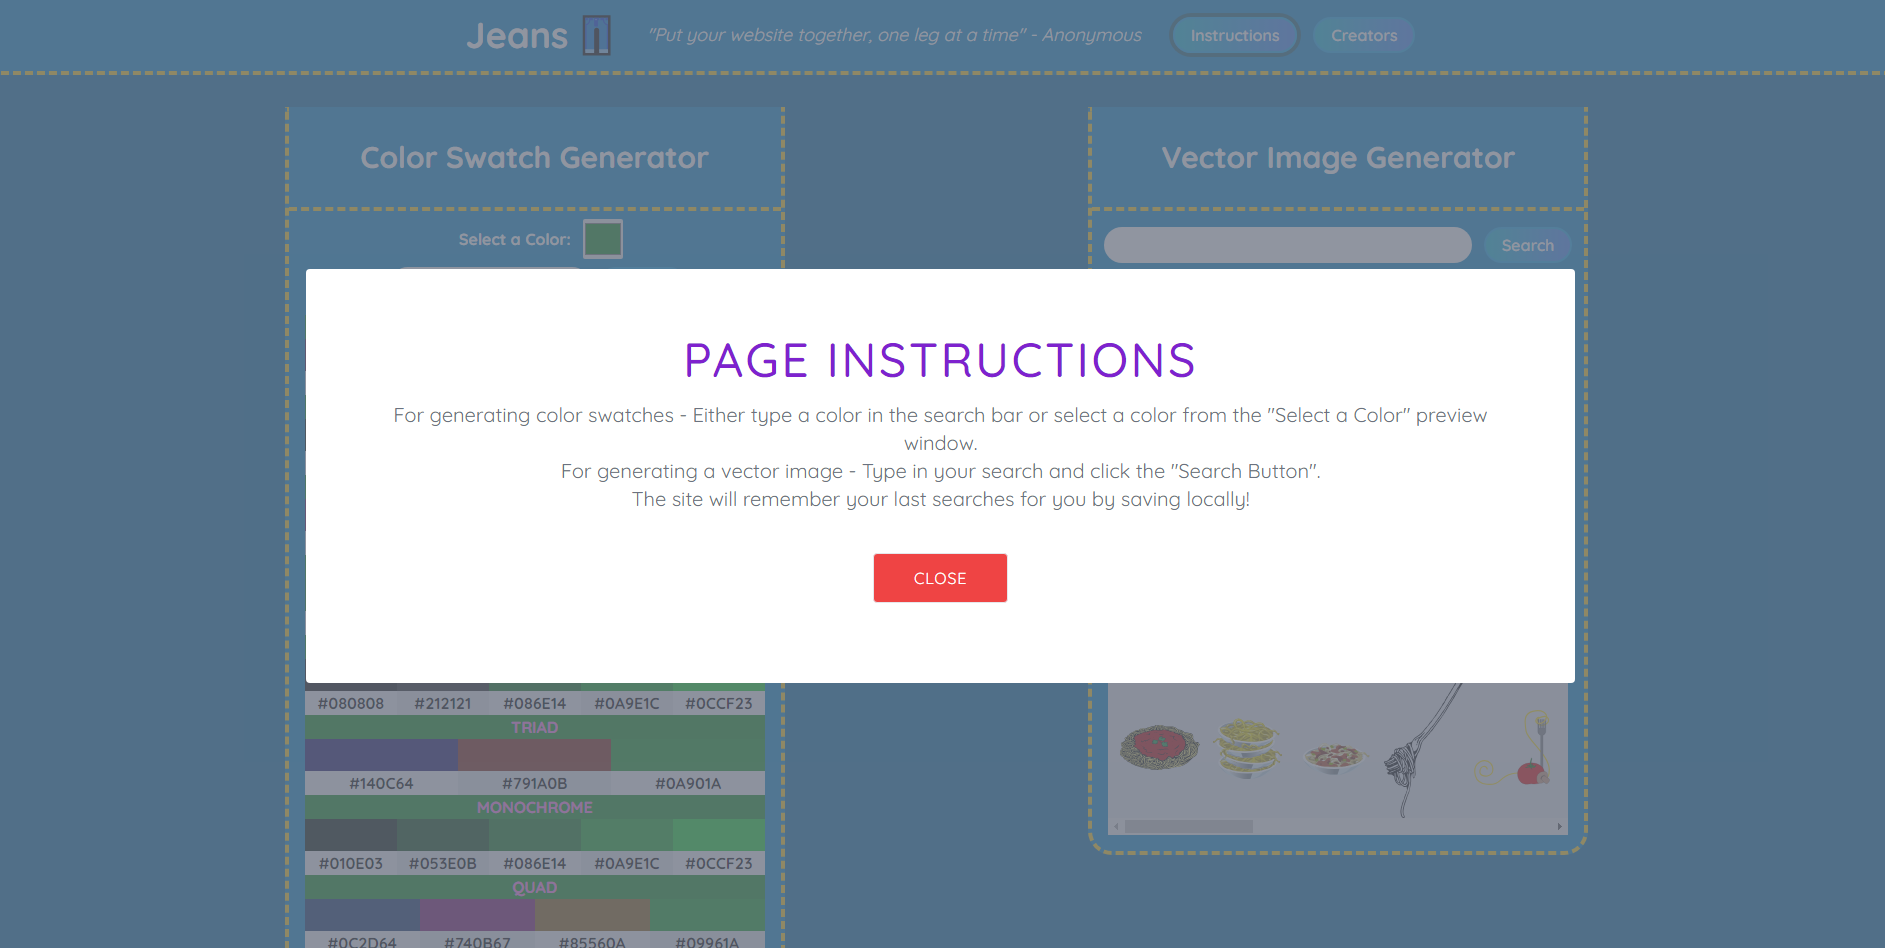 Jeans
"Put your website together, one leg at a time" - Anonymous
Instructions
Creators
Color Swatch Generator
Select a Color:
Vector Image Generator
Search
PAGE INSTRUCTIONS
For generating color swatches - Either type a color in the search bar or select a color from the "Select a Color" preview
window.
For generating a vector image - Type in your search and click the "Search Button".
The site will remember your last searches for you by saving locally!
CLOSE
#080808 #212121 #086E14 #0A9E1C #0CCF23
TRIAD
#140C64 #791A0B #0A901A
MONOCHROME
#010E03 #053E0B #086E14 #0A9E1C #0CCF23
QUAD
#0C2D64 #740B67 #85560A #09961A